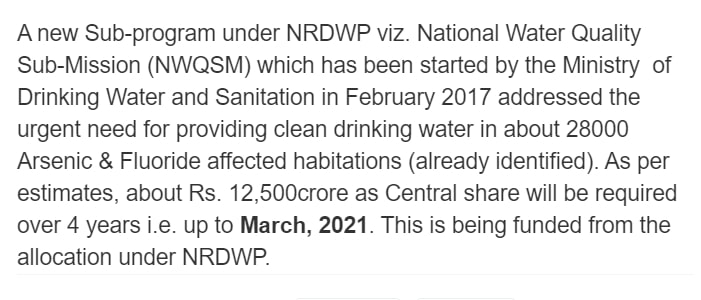 A new Sub-program under NRDWP viz. National Water Quality
Sub-Mission (NWQSM) which has been started by the Ministry  of
Drinking Water and Sanitation in February 2017 addressed the
urgent need for providing clean drinking water in about 28000
Arsenic & Fluoride affected habitations (already identified). As per
estimates, about Rs. 12,500crore as Central share will be required
over 4 years i.e. up to March, 2021. This is being funded from the
allocation under NRDWP.